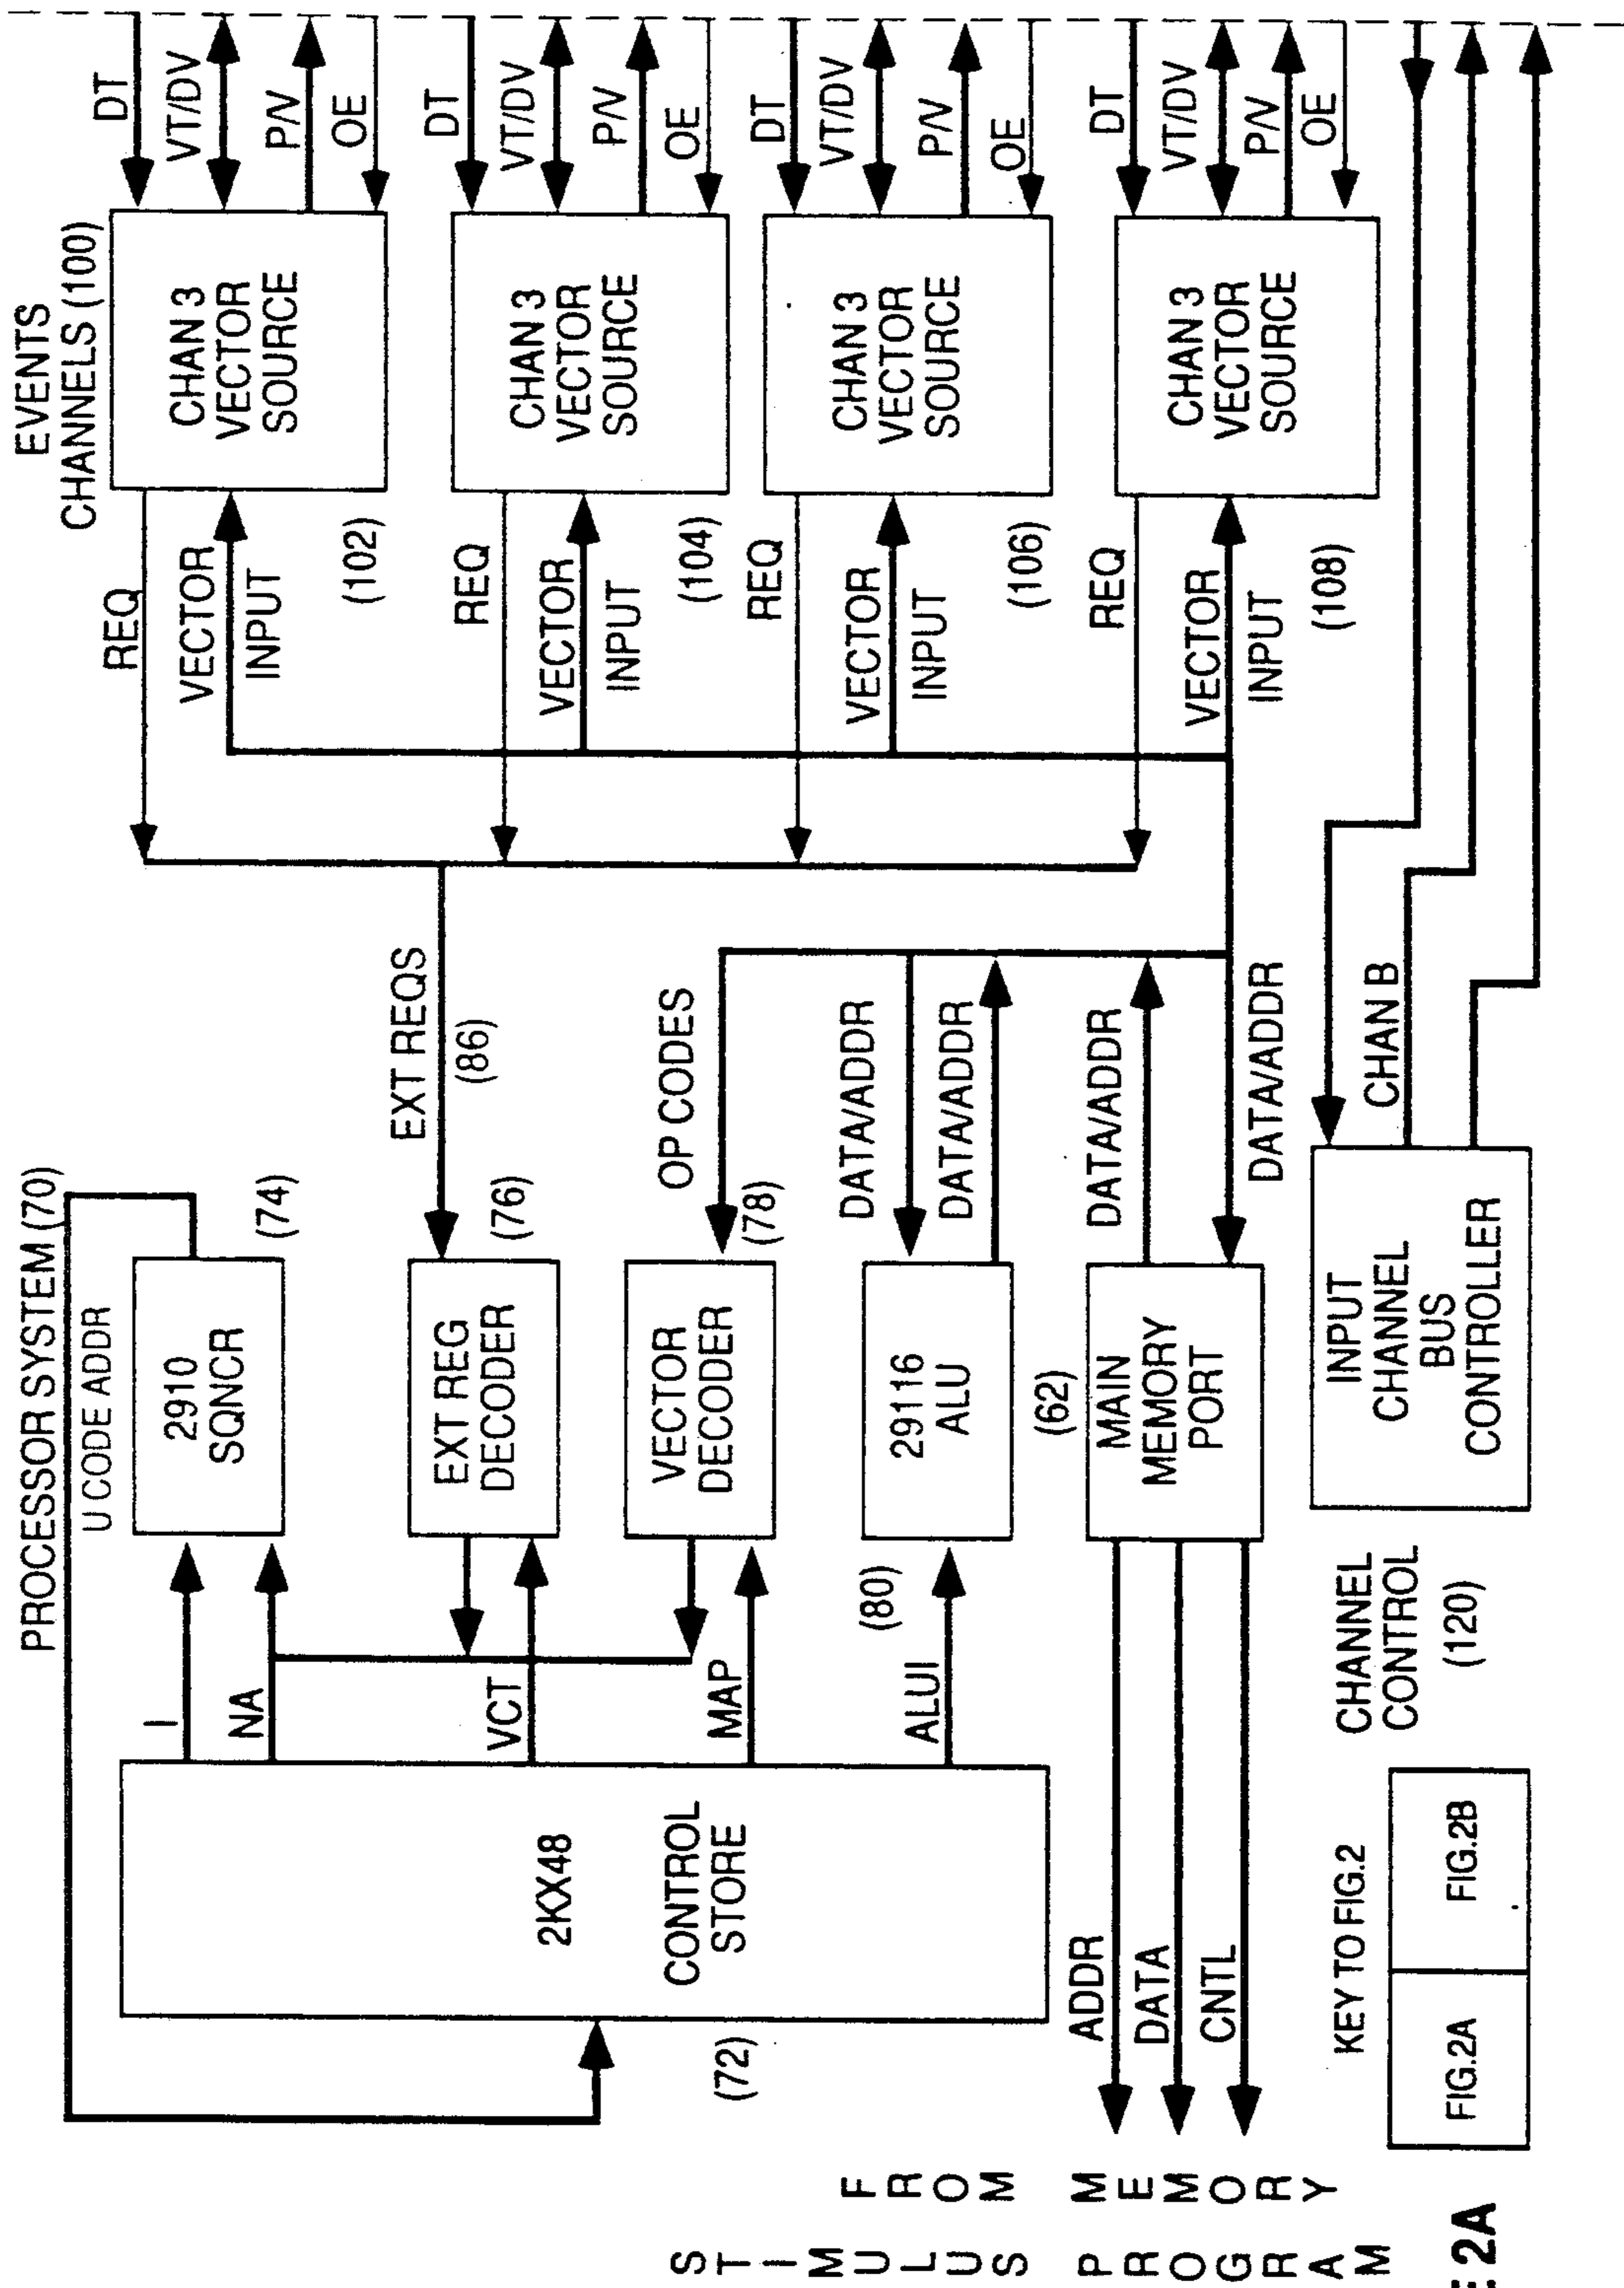 PROCESSOR SYSTEM (70)
U CODE ADDR
EVENTS
CHANNELS (100)
I
NA
VCT
MAP
ALUI
2KX48
CONTROL
STORE
(72)
2910
SQNCR
(74)
EXT REG
DECODER
(76)
EXT REQS
(86)
VECTOR
DECODER
(78)
OP CODES
29116
ALU
(80)
DATA/ADDR
DATA/ADDR
(62)
MAIN
MEMORY
PORT
DATA/ADDR
DATA/ADDR
ADDR
DATA
CNTL
REQ
VECTOR
INPUT
(102)
CHAN 3
VECTOR
SOURCE
DT
VT/DV
P/V
OE
REQ
VECTOR
INPUT
(104)
CHAN 3
VECTOR
SOURCE
DT
VT/DV
P/V
OE
REQ
VECTOR
INPUT
(106)
CHAN 3
VECTOR
SOURCE
DT
VT/DV
P/V
OE
REQ
VECTOR
INPUT
(108)
CHAN 3
VECTOR
SOURCE
DT
VT/DV
P/V
OE
CHANNEL
CONTROL
(120)
INPUT
CHANNEL
BUS
CONTROLLER
CHAN B
STIMULUS PROGRAM
FROM MEMORY
KEY TO FIG.2
FIG.2A
FIG.2B
E 2A